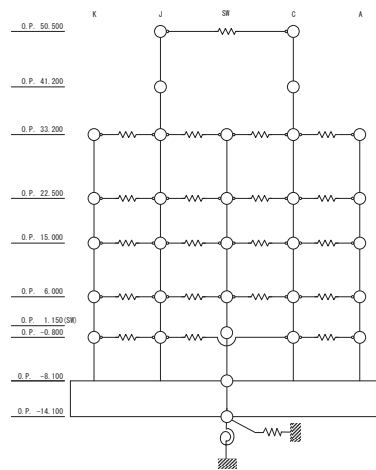 K J SW C A
O.P. 50.500
O.P. 41.200
O.P. 33.200
O.P. 22.500
O.P. 15.000
O.P. 6.000
O.P. 1.150(SW)
O.P. -0.800
O.P. -8.100
O.P. -14.100